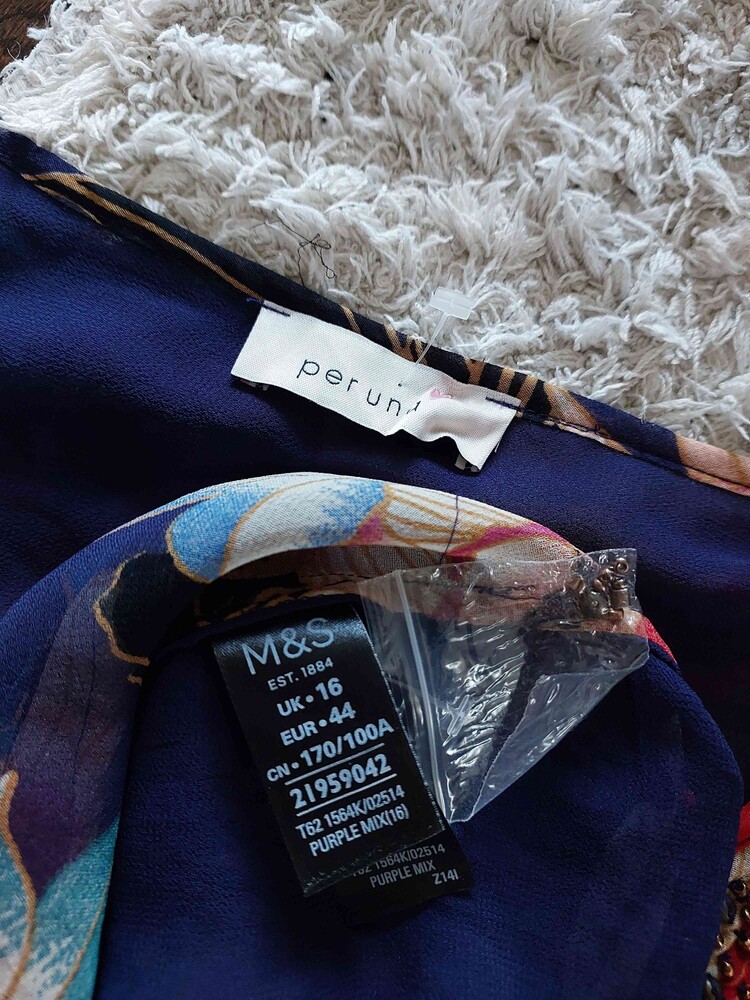 per una
M&S
EST. 1884
UK • 16
EUR • 44
CN • 170/100A
21959042
T62 1564K/02514
PURPLE MIX(16)
T62 1564K/02514
PURPLE MIX
Z14I